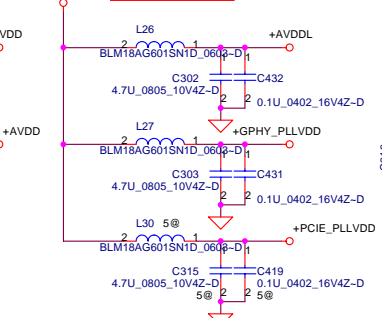 VDD
L26
+AVDDL
2
1
BLM18AG601SN1D_0603~D
1
1
C302
C432
4.7U_0805_10V4Z~D
2
2
0.1U_0402_16V4Z~D
+AVDD
L27
+GPHY_PLLVDD
2
1
BLM18AG601SN1D_0603~D
1
1
C303
C431
4.7U_0805_10V4Z~D
2
2
0.1U_0402_16V4Z~D
L30 5@
+PCIE_PLLVDD
2
1
BLM18AG601SN1D_0603~D
1
1
C315
C419
4.7U_0805_10V4Z~D
0.1U_0402_16V4Z~D
5@
2
2
5@